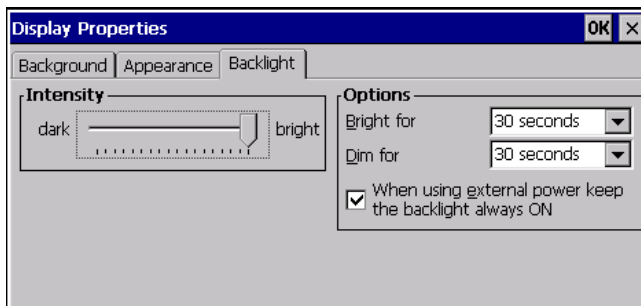 Display Properties OK ×
Background Appearance Backlight
Intensity
dark bright
Options
Bright for 30 seconds
Dim for 30 seconds
When using external power keep
the backlight always ON